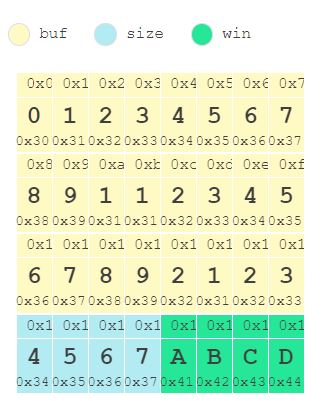 buf size win
0x0 0x1 0x2 0x3 0x4 0x5 0x6 0x7
0 1 2 3 4 5 6 7
0x30 0x31 0x32 0x33 0x34 0x35 0x36 0x37
0x8 0x9 0xa 0xb 0xc 0xd 0xe 0xf
8 9 1 1 2 3 4 5
0x38 0x39 0x31 0x31 0x32 0x33 0x34 0x35
0x1 0x1 0x1 0x1 0x1 0x1 0x1 0x1
6 7 8 9 2 1 2 3
0x36 0x37 0x38 0x39 0x32 0x31 0x32 0x33
0x1 0x1 0x1 0x1 0x1 0x1 0x1 0x1
4 5 6 7 A B C D
0x34 0x35 0x36 0x37 0x41 0x42 0x43 0x44